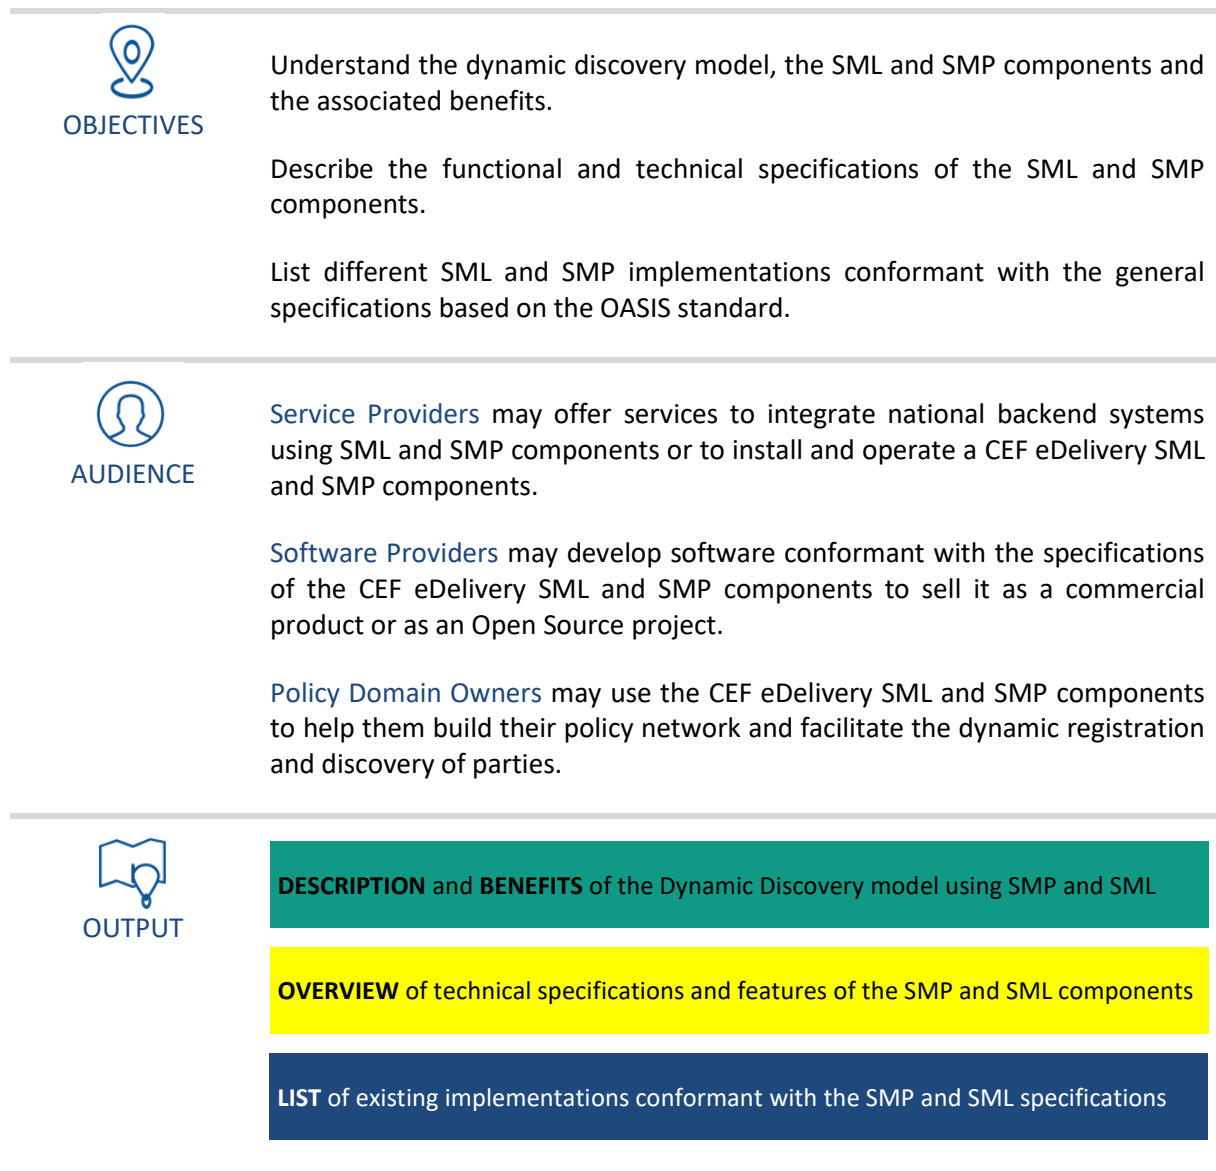 OBJECTIVES
Understand the dynamic discovery model, the SML and SMP components and
the associated benefits.
Describe the functional and technical specifications of the SML and SMP
components.
List different SML and SMP implementations conformant with the general
specifications based on the OASIS standard.
AUDIENCE
Service Providers may offer services to integrate national backend systems
using SML and SMP components or to install and operate a CEF eDelivery SML
and SMP components.
Software Providers may develop software conformant with the specifications
of the CEF eDelivery SML and SMP components to sell it as a commercial
product or as an Open Source project.
Policy Domain Owners may use the CEF eDelivery SML and SMP components
to help them build their policy network and facilitate the dynamic registration
and discovery of parties.
OUTPUT
DESCRIPTION and BENEFITS of the Dynamic Discovery model using SMP and SML
OVERVIEW of technical specifications and features of the SMP and SML components
LIST of existing implementations conformant with the SMP and SML specifications